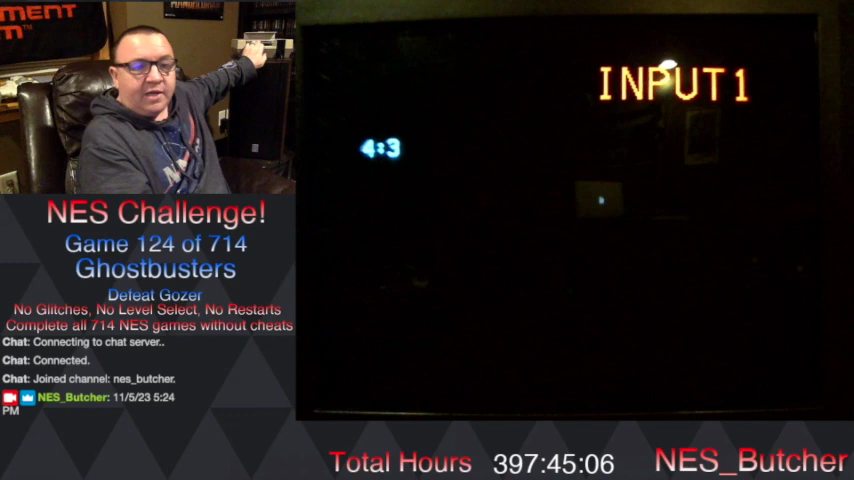 MENT
M™
INPUT1
4:3
NES Challenge!
Game 124 of 714
Ghostbusters
Defeat Gozer
No Glitches, No Level Select, No Restarts
Complete all 714 NES games without cheats
Chat: Connecting to chat server..
Chat: Connected.
Chat: Joined channel: nes_butcher.
NES_Butcher: 11/5/23 5:24
PM
Total Hours 397:45:06 NES_Butcher